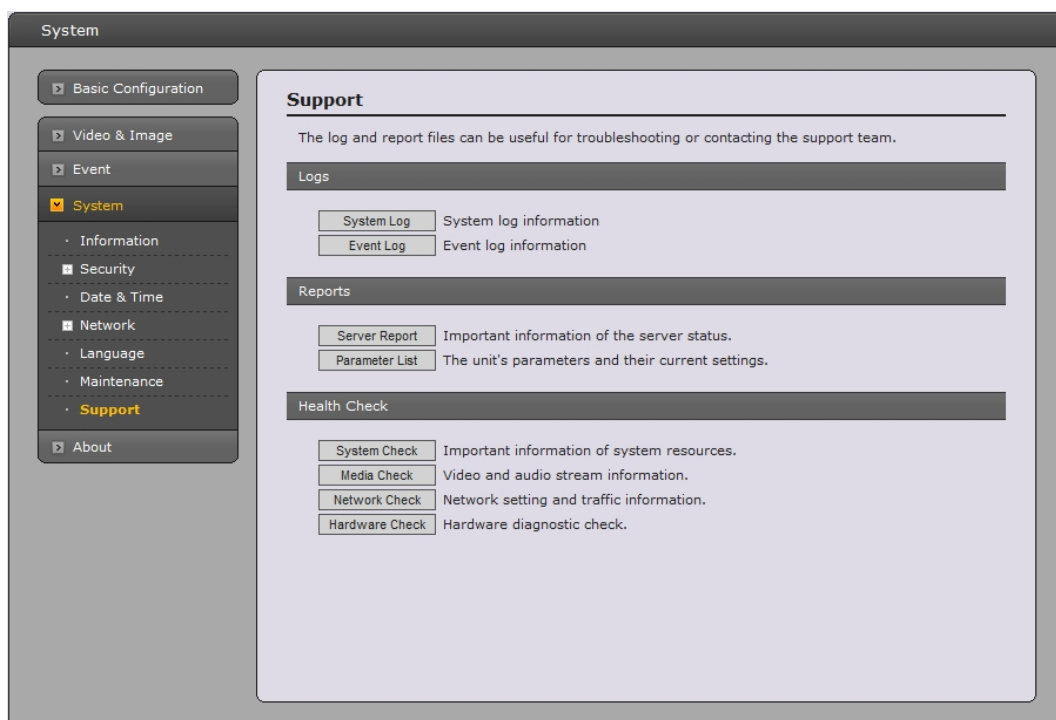 System
Basic Configuration
Video & Image
Event
System
Information
Security
Date & Time
Network
Language
Maintenance
Support
About
Support
The log and report files can be useful for troubleshooting or contacting the support team.
Logs
System Log System log information
Event Log Event log information
Reports
Server Report Important information of the server status.
Parameter List The unit's parameters and their current settings.
Health Check
System Check Important information of system resources.
Media Check Video and audio stream information.
Network Check Network setting and traffic information.
Hardware Check Hardware diagnostic check.